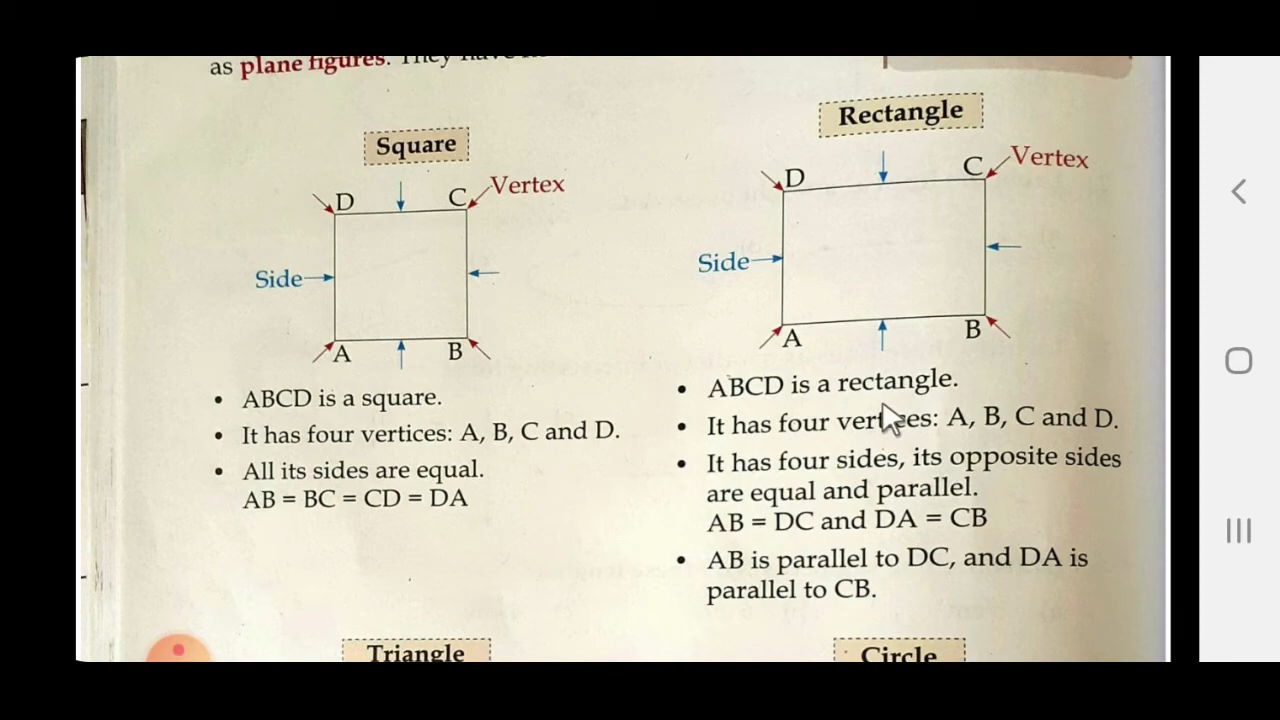 as plane figures. They have
Square
D
C
Vertex
Side
A
B
• ABCD is a square.
• It has four vertices: A, B, C and D.
• All its sides are equal.
AB = BC = CD = DA
Rectangle
D
C
Vertex
Side
A
B
• ABCD is a rectangle.
• It has four vertices: A, B, C and D.
• It has four sides, its opposite sides
are equal and parallel.
AB = DC and DA = CB
• AB is parallel to DC, and DA is
parallel to CB.
Triangle
Circle